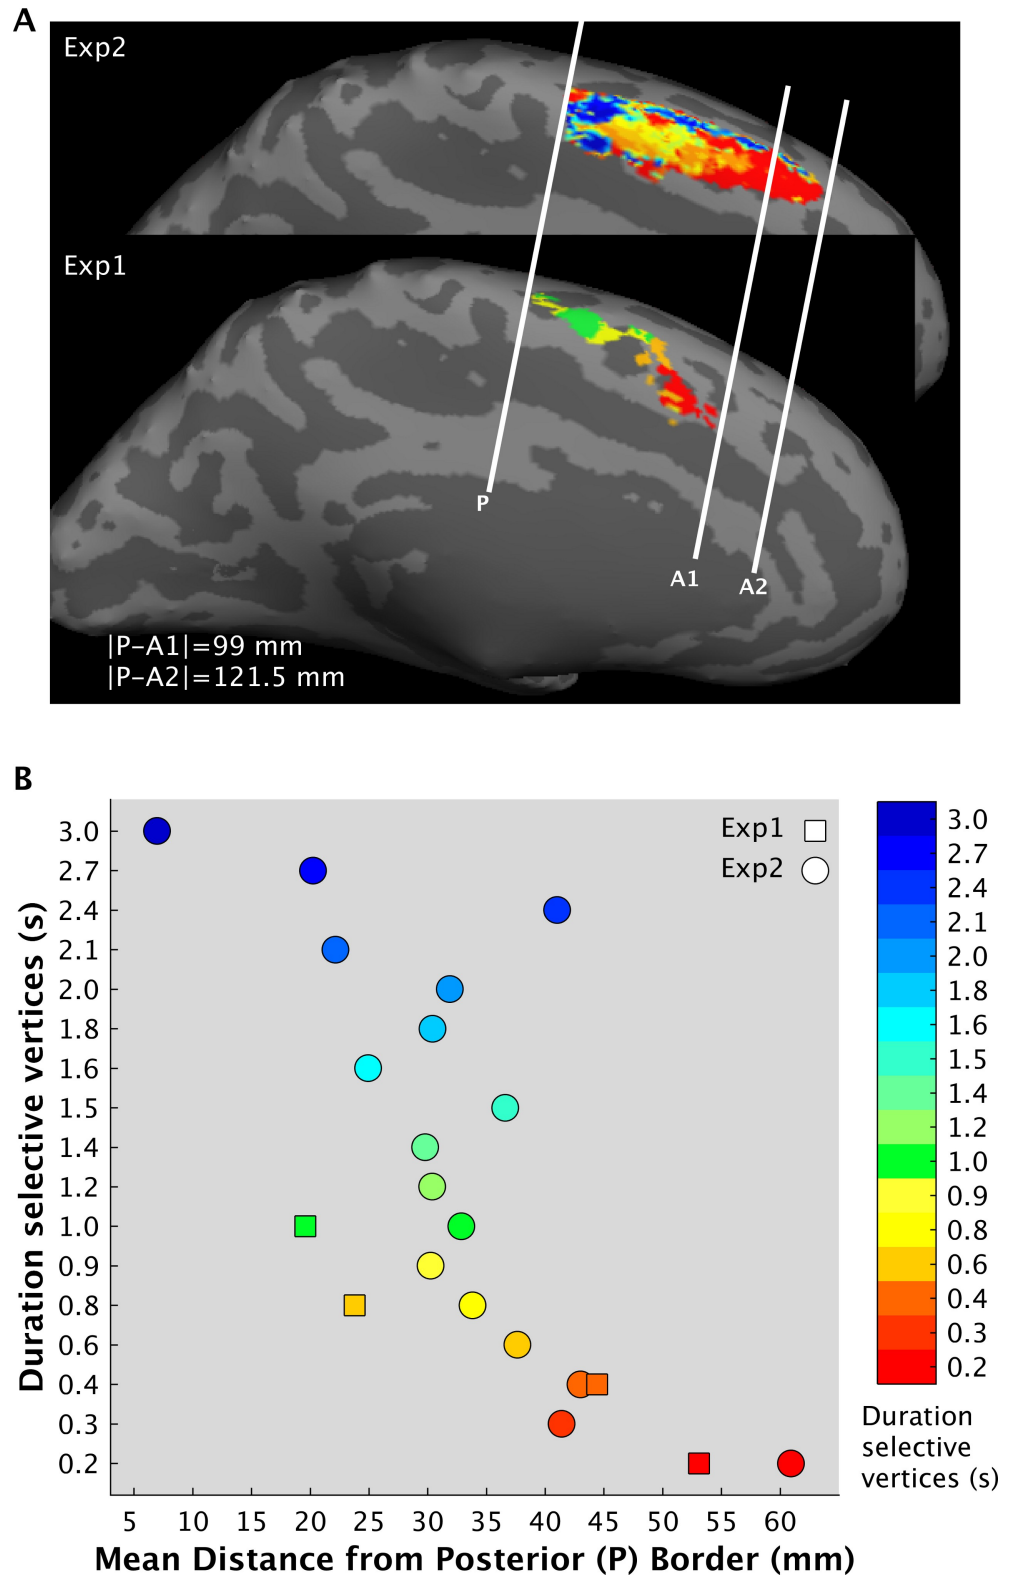 A
Exp2
Exp1
P
A1
A2
|P-A1|=99 mm
|P-A2|=121.5 mm
B
Duration selective vertices (s)
3.0
2.7
2.4
2.1
2.0
1.8
1.6
1.5
1.4
1.2
1.0
0.9
0.8
0.6
0.4
0.3
0.2
Exp1
Exp2
5 10 15 20 25 30 35 40 45 50 55 60
Mean Distance from Posterior (P) Border (mm)
3.0
2.7
2.4
2.1
2.0
1.8
1.6
1.5
1.4
1.2
1.0
0.9
0.8
0.6
0.4
0.3
0.2
Duration
selective
vertices (s)